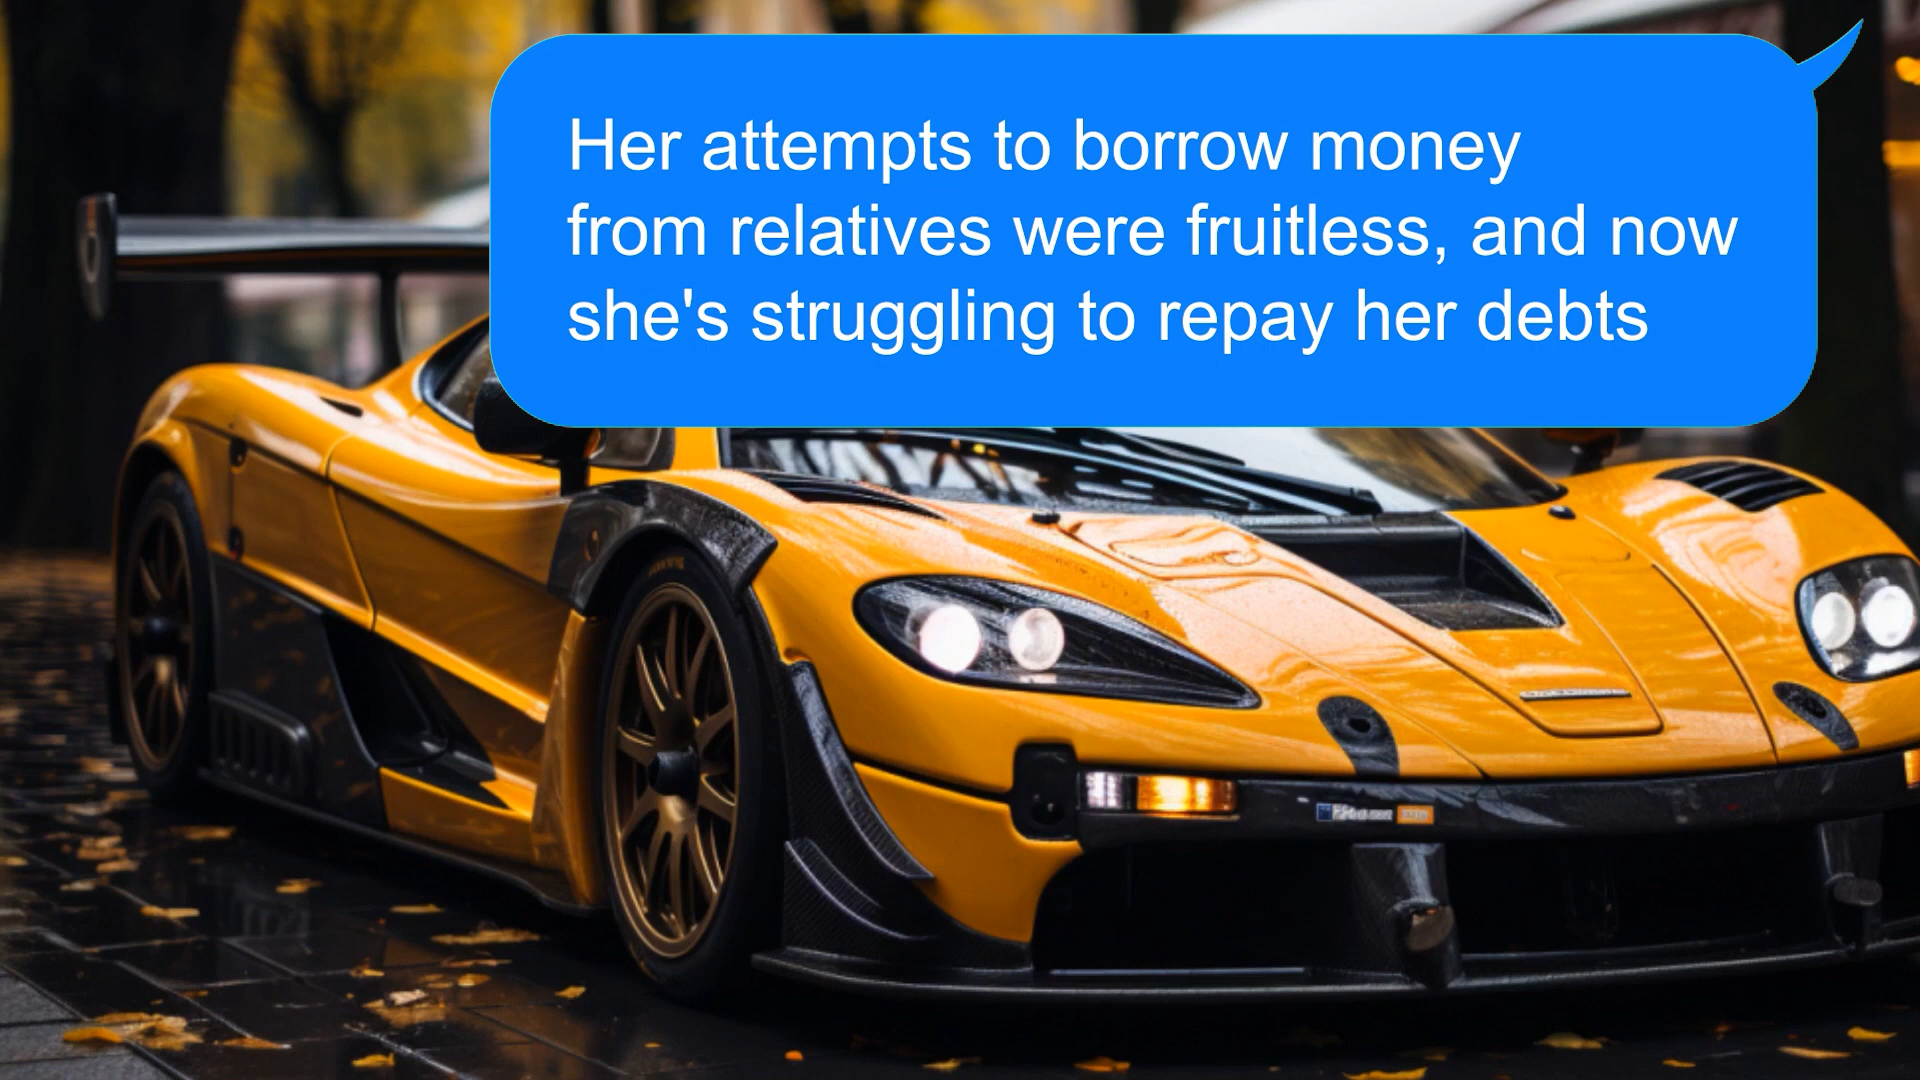 Her attempts to borrow money
from relatives were fruitless, and now
she's struggling to repay her debts